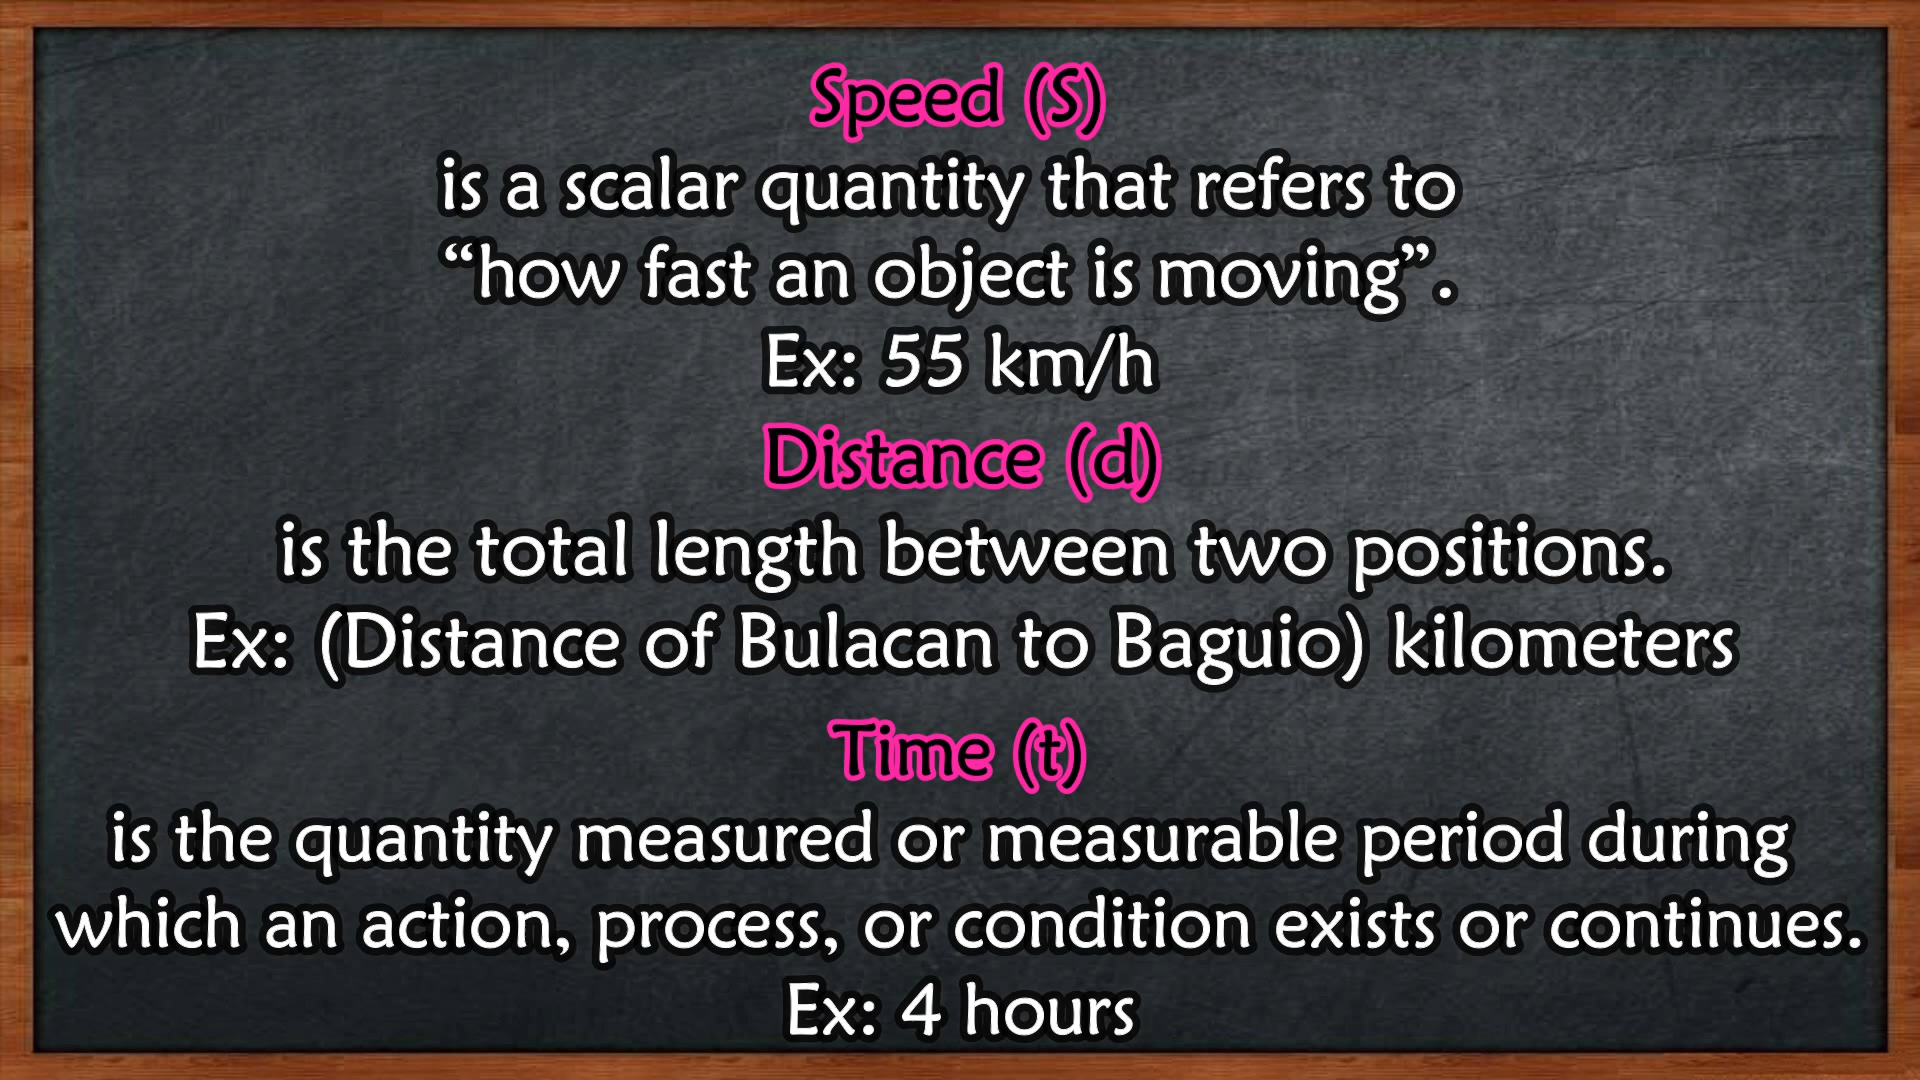 Speed (S)
is a scalar quantity that refers to
“how fast an object is moving”.
Ex: 55 km/h
Distance (d)
is the total length between two positions.
Ex: (Distance of Bulacan to Baguio) kilometers
Time (t)
is the quantity measured or measurable period during
which an action, process, or condition exists or continues.
Ex: 4 hours